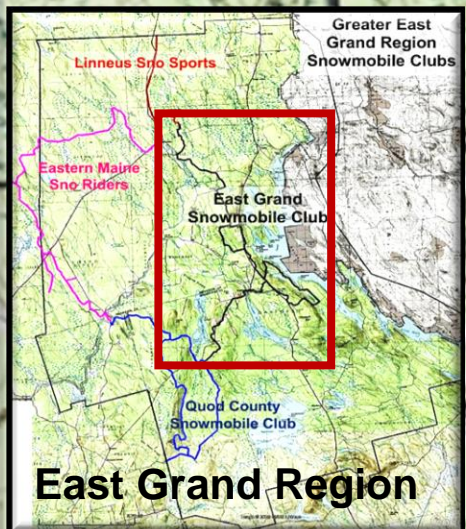 Greater East
Grand Region
Snowmobile Clubs
Linneus Sno Sports
Eastern Maine
Sno Riders
East Grand
Snowmobile Club
Quod County
Snowmobile Club
East Grand Region